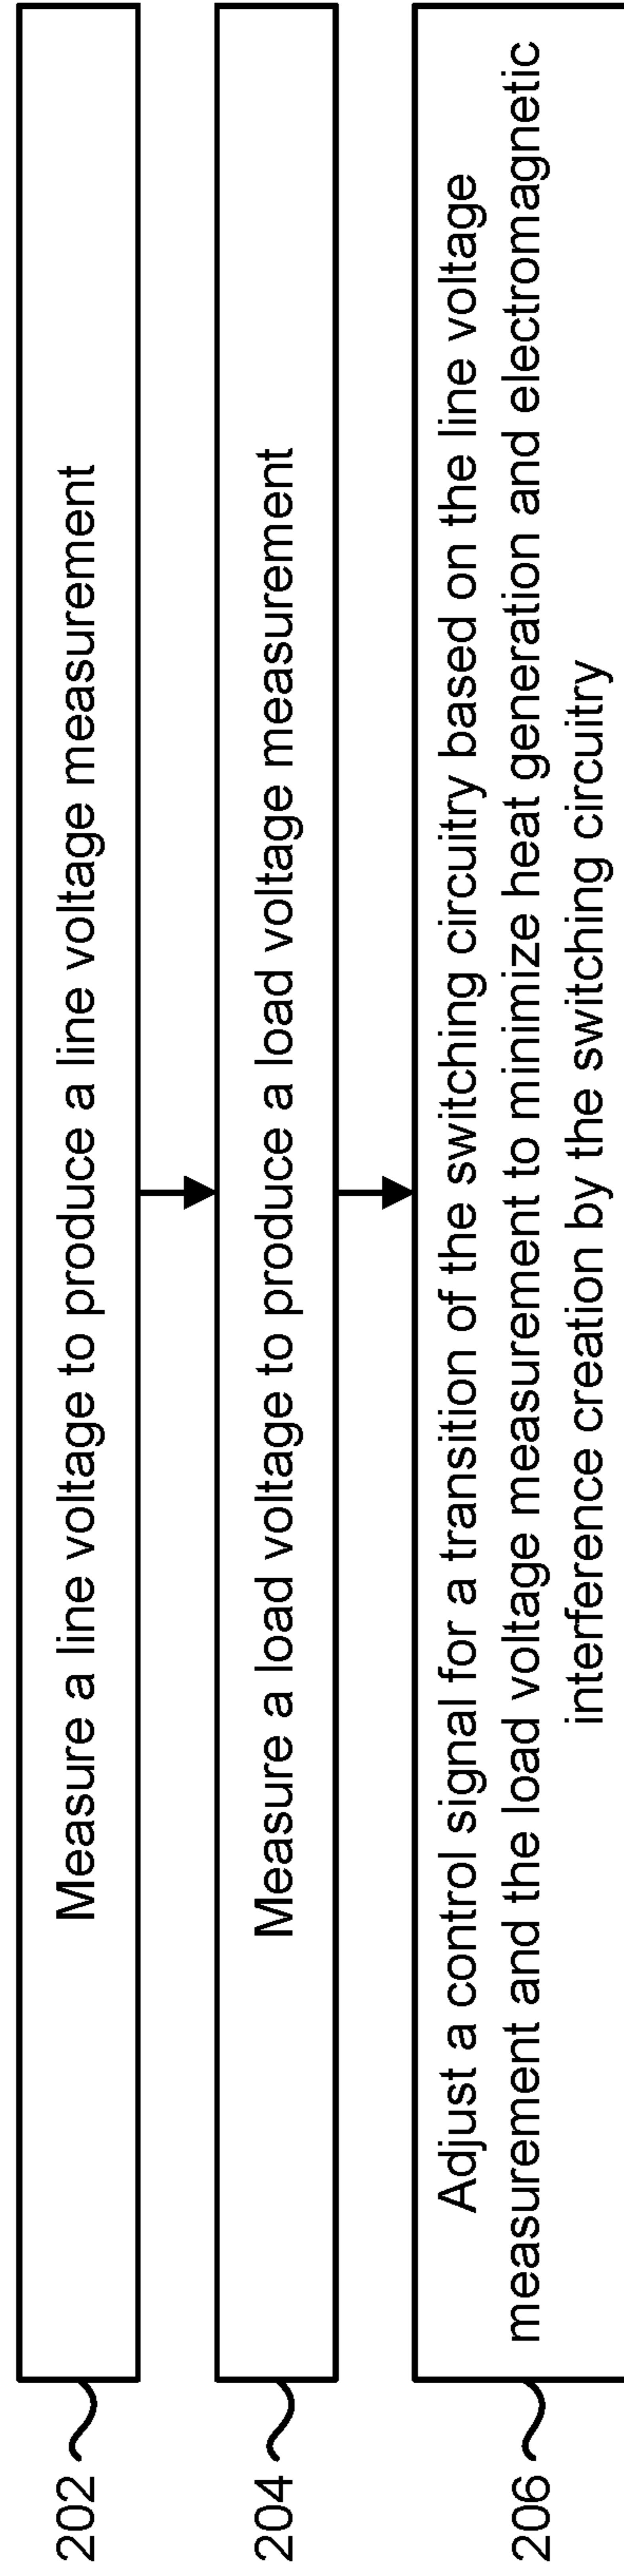 202
Measure a line voltage to produce a line voltage measurement
204
Measure a load voltage to produce a load voltage measurement
206
Adjust a control signal for a transition of the switching circuitry based on the line voltage
measurement and the load voltage measurement to minimize heat generation and electromagnetic
interference creation by the switching circuitry